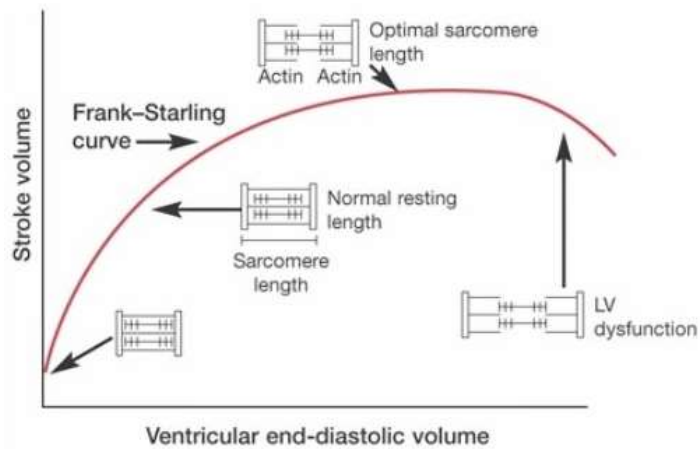 Optimal sarcomere
length
Actin Actin
Frank–Starling
curve
Normal resting
length
Sarcomere
length
LV
dysfunction
Stroke volume
Ventricular end-diastolic volume